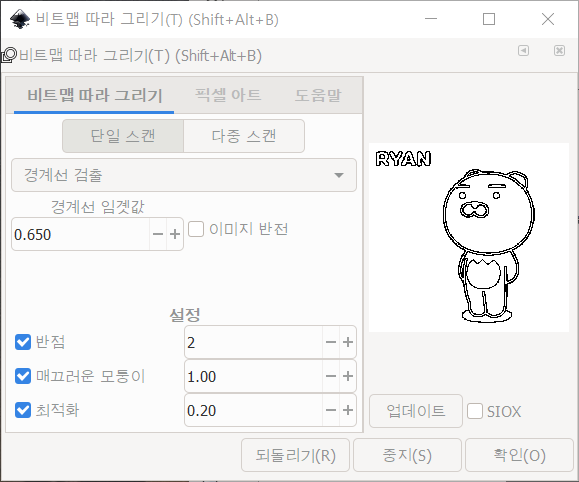 비트맵 따라 그리기(T) (Shift+Alt+B)
비트맵 따라 그리기(T) (Shift+Alt+B)
비트맵 따라 그리기 픽셀 아트 도움말
단일 스캔 다중 스캔
경계선 검출
경계선 임곗값
0.650 이미지 반전
RYAN
설정
반점 2
매끄러운 모퉁이 1.00
최적화 0.20
업데이트 SIOX
되돌리기(R) 중지(S) 확인(O)